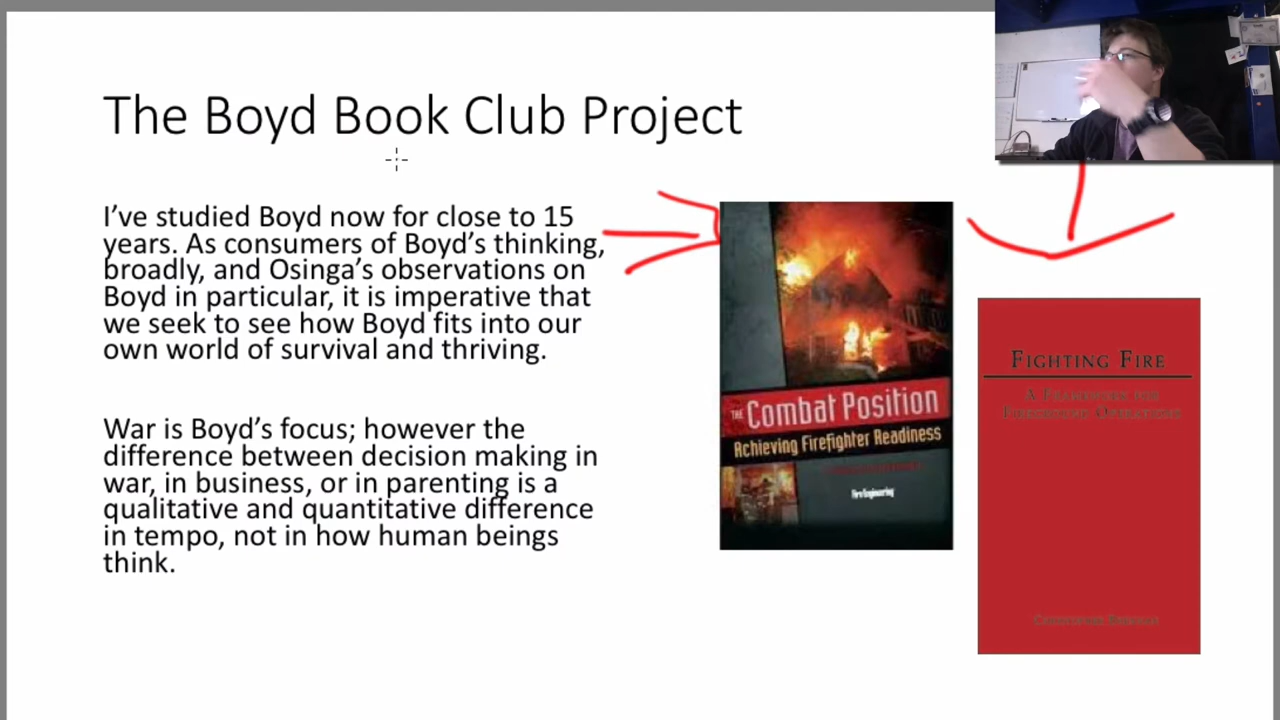 The Boyd Book Club Project
I’ve studied Boyd now for close to 15
years. As consumers of Boyd’s thinking,
broadly, and Osinga’s observations on
Boyd in particular, it is imperative that
we seek to see how Boyd fits into our
own world of survival and thriving.
War is Boyd’s focus; however the
difference between decision making in
war, in business, or in parenting is a
qualitative and quantitative difference
in tempo, not in how human beings
think.
THE Combat Position
Achieving Firefighter Readiness
Fire Engineering
FIGHTING FIRE
A FRAMEWORK FOR
OPERATIONS
CHRISTOPHER